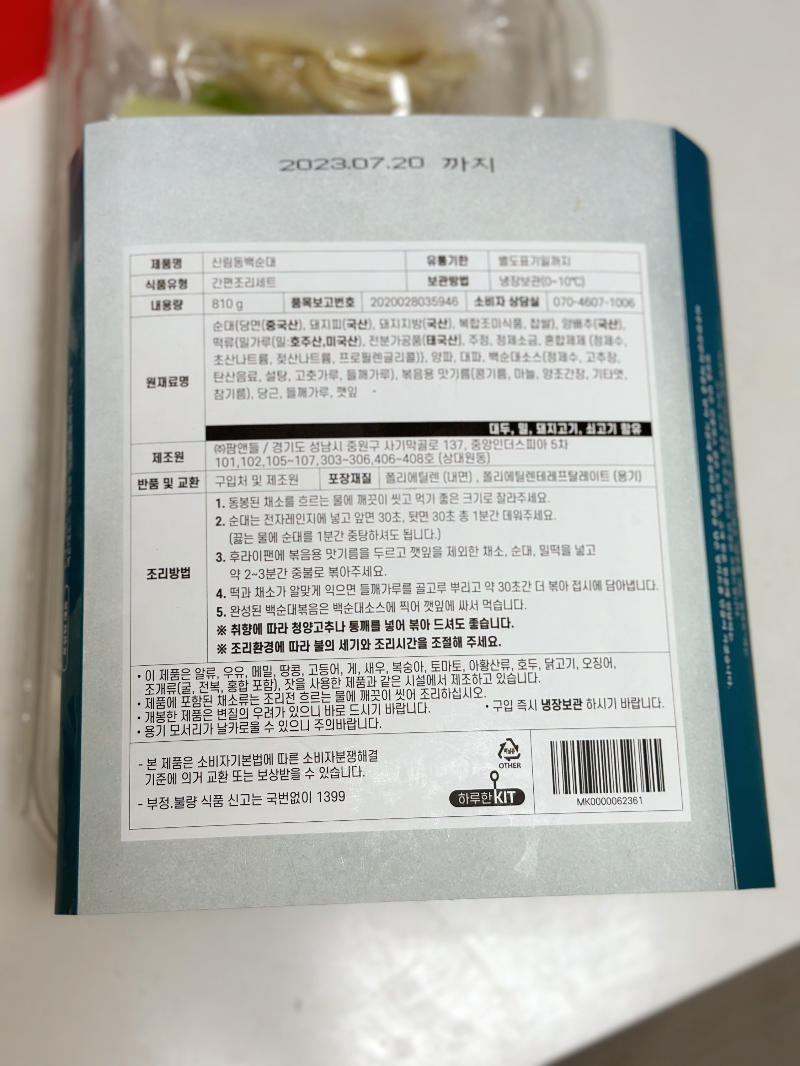 2023.07.20 까지
제품명 신림동백순대 유통기한 별도표기일까지
식품유형 간편조리세트 보관방법 냉장보관(0~10℃)
내용량 810 g 품목보고번호 2020028035946 소비자 상담실 070-4607-1006
원재료명
순대{당면(중국산), 돼지피(국산), 돼지지방(국산), 복합조미식품, 찹쌀}, 양배추(국산),
떡류{밀가루(밀:호주산,미국산), 전분가공품(태국산), 주정, 정제소금, 혼합제제 (정제수,
초산나트륨, 젖산나트륨, 프로필렌글리콜)}, 양파, 대파, 백순대소스(정제수, 고추장,
탄산음료, 설탕, 고춧가루, 들깨가루), 볶음용 맛기름(콩기름, 마늘, 양조간장, 기타엿,
참기름), 당근, 들깨가루, 깻잎
대두, 밀, 돼지고기, 쇠고기 함유
제조원 ㈜팜앤들 / 경기도 성남시 중원구 사기막골로 137, 중앙인더스피아 5차
101,102,105~107,303~306,406~408호 (상대원동)
반품 및 교환 구입처 및 제조원 포장재질 폴리에틸렌 (내면) , 폴리에틸렌테레프탈레이트 (용기)
조리방법
1. 동봉된 채소를 흐르는 물에 깨끗이 씻고 먹기 좋은 크기로 잘라주세요.
2. 순대는 전자레인지에 넣고 앞면 30초, 뒷면 30초 총 1분간 데워주세요.
(끓는 물에 순대를 1분간 중탕하셔도 됩니다.)
3. 후라이팬에 볶음용 맛기름을 두르고 깻잎을 제외한 채소, 순대, 밀떡을 넣고
약 2~3분간 중불로 볶아주세요.
4. 떡과 채소가 알맞게 익으면 들깨가루를 골고루 뿌리고 약 30초간 더 볶아 접시에 담아냅니다.
5. 완성된 백순대볶음은 백순대소스에 찍어 깻잎에 싸서 먹습니다.
※ 취향에 따라 청양고추나 통깨를 넣어 볶아 드셔도 좋습니다.
※ 조리환경에 따라 불의 세기와 조리시간을 조절해 주세요.
• 이 제품은 알류, 우유, 메밀, 땅콩, 고등어, 게, 새우, 복숭아, 토마토, 아황산류, 호두, 닭고기, 오징어,
조개류(굴, 전복, 홍합 포함), 잣을 사용한 제품과 같은 시설에서 제조하고 있습니다.
• 제품에 포함된 채소류는 조리전 흐르는 물에 깨끗이 씻어 조리하십시오.
• 개봉한 제품은 변질의 우려가 있으니 바로 드시기 바랍니다. • 구입 즉시 냉장보관 하시기 바랍니다.
• 용기 모서리가 날카로울 수 있으니 주의바랍니다.
- 본 제품은 소비자기본법에 따른 소비자분쟁해결
기준에 의거 교환 또는 보상받을 수 있습니다.
- 부정.불량 식품 신고는 국번없이 1399
OTHER
하루한KIT
MK0000062361